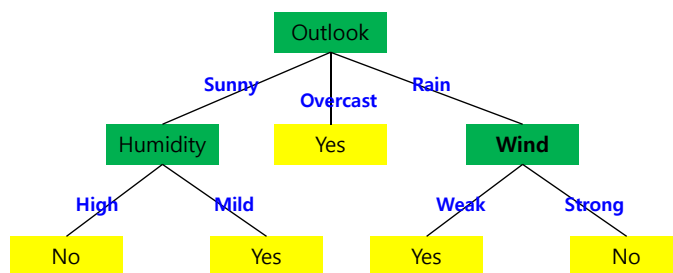 Outlook
Sunny
Overcast
Rain
Humidity
Yes
Wind
High
Mild
Weak
Strong
No
Yes
Yes
No